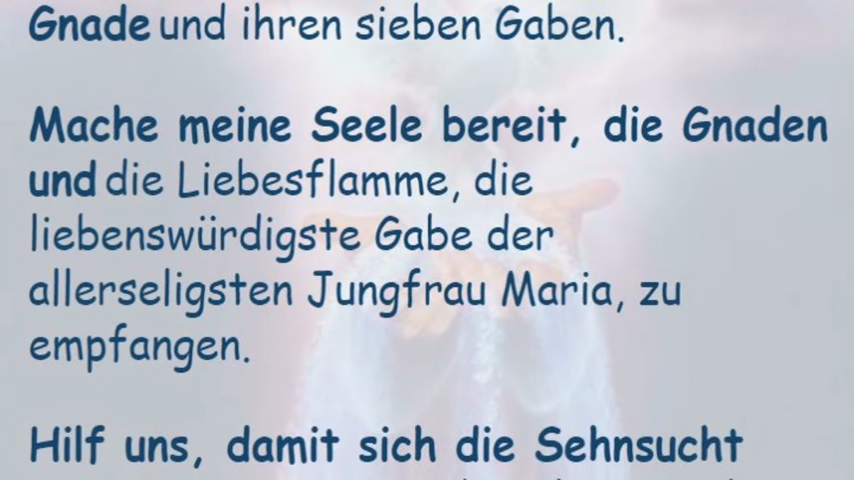 Gnade und ihren sieben Gaben.
Mache meine Seele bereit, die Gnaden
und die Liebesflamme, die
liebenswürdigste Gabe der
allerseligsten Jungfrau Maria, zu
empfangen.
Hilf uns, damit sich die Sehnsucht